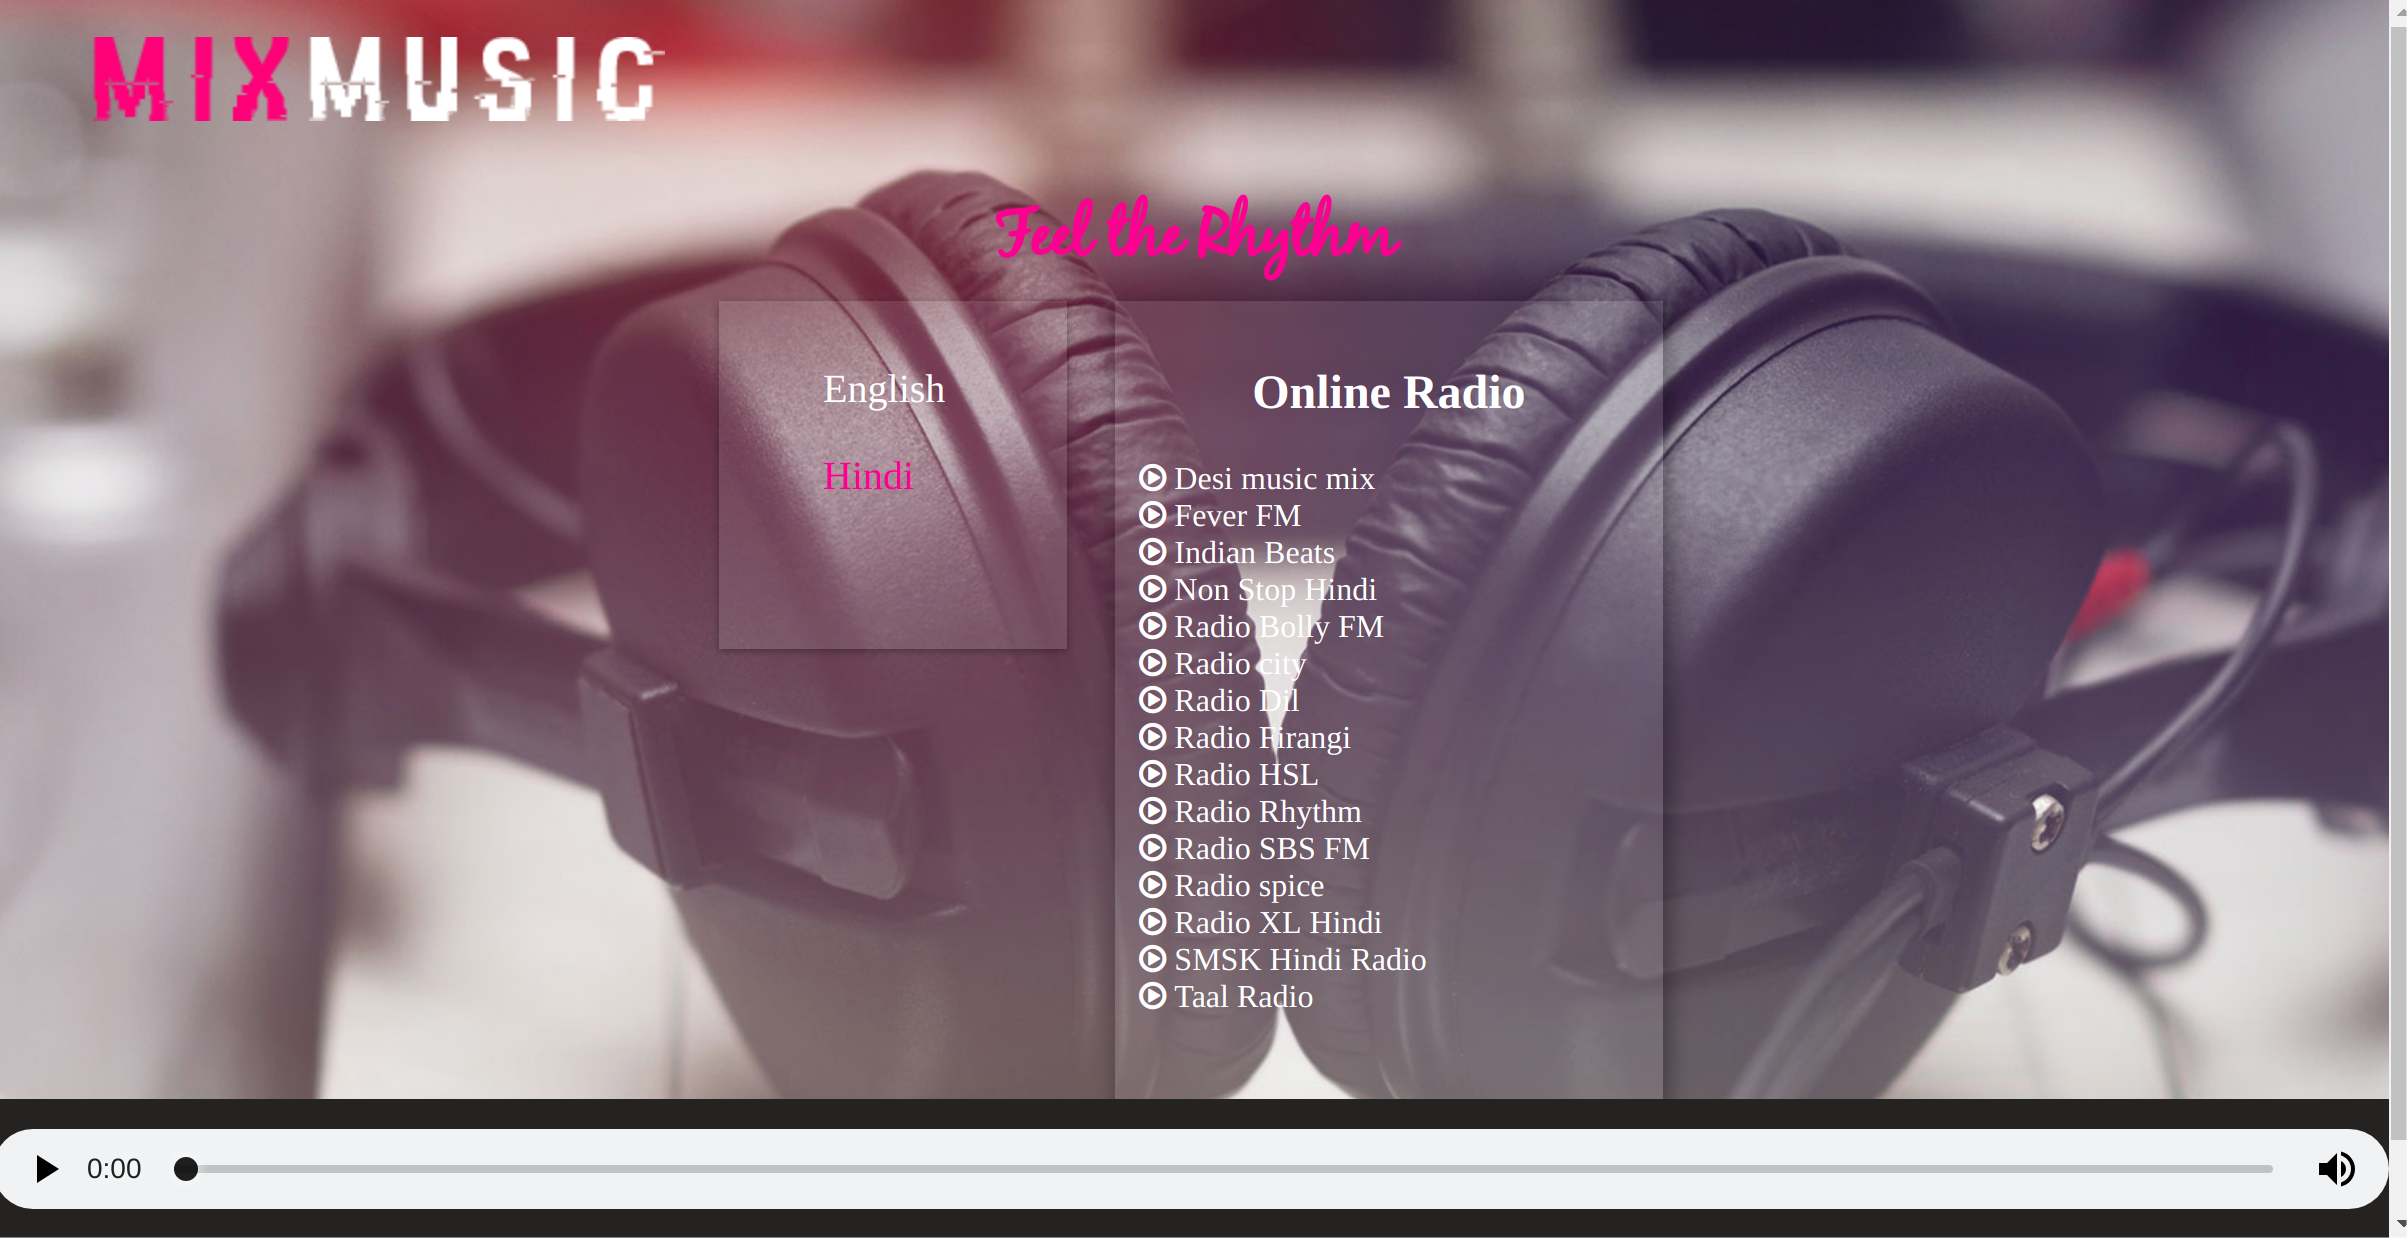 MIXMUSIC
Feel the Rhythm
English
Hindi
Online Radio
Desi music mix
Fever FM
Indian Beats
Non Stop Hindi
Radio Bolly FM
Radio city
Radio Dil
Radio Firangi
Radio HSL
Radio Rhythm
Radio SBS FM
Radio spice
Radio XL Hindi
SMSK Hindi Radio
Taal Radio
0:00